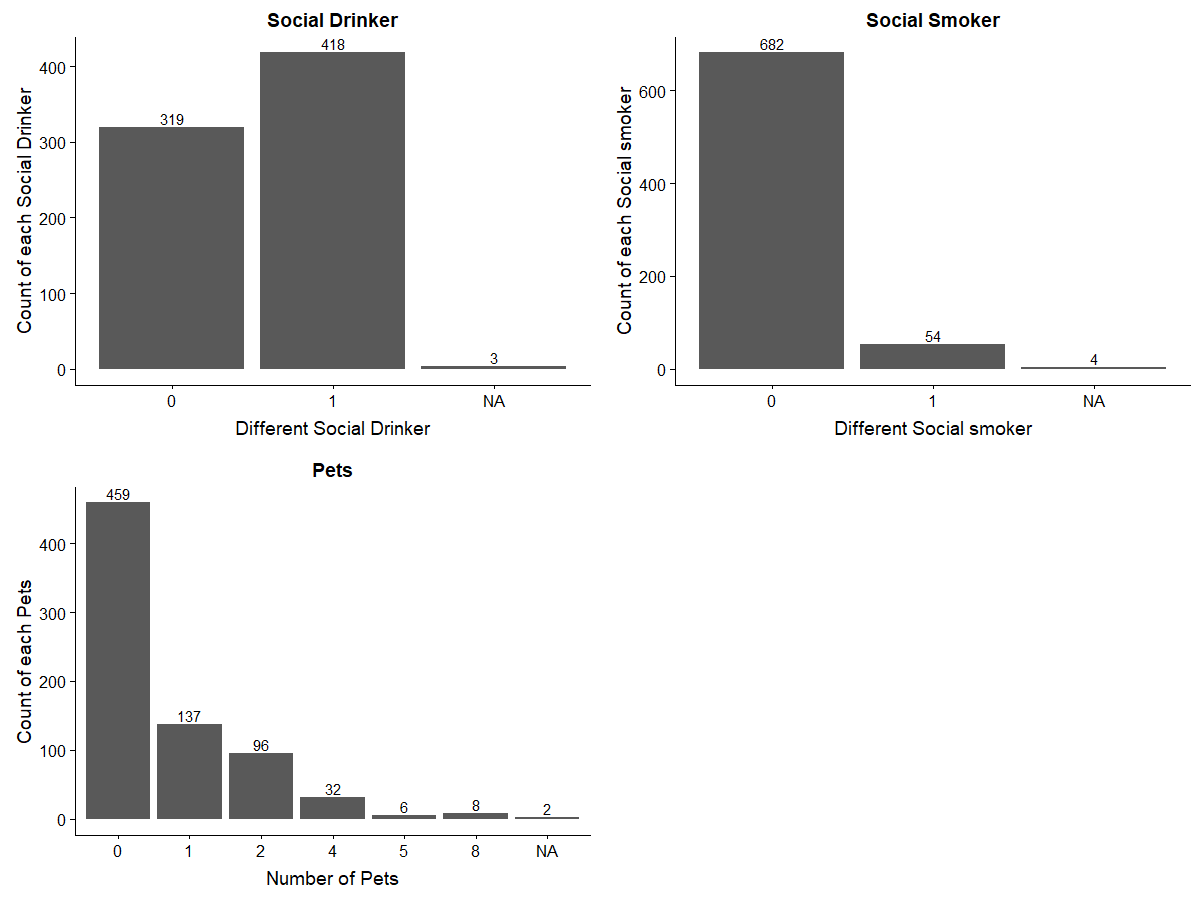 Social Drinker
Count of each Social Drinker
400
300
200
100
0
319
418
3
0 1 NA
Different Social Drinker
Social Smoker
Count of each Social smoker
600
400
200
0
682
54
4
0 1 NA
Different Social smoker
Pets
Count of each Pets
400
300
200
100
0
459
137
96
32
6
8
2
0 1 2 4 5 8 NA
Number of Pets